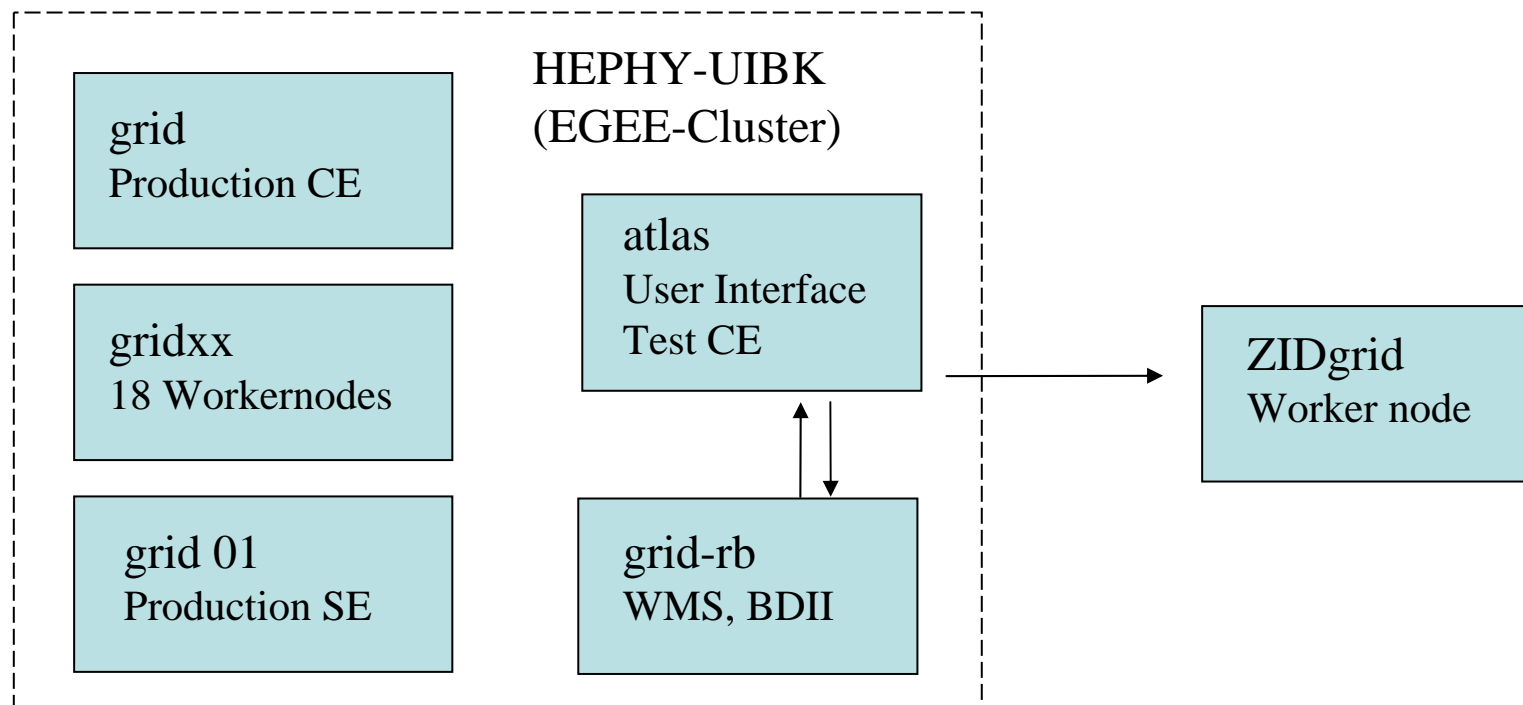 HEPHY-UIBK
(EGEE-Cluster)
grid
Production CE
gridxx
18 Workernodes
grid 01
Production SE
atlas
User Interface
Test CE
grid-rb
WMS, BDII
ZIDgrid
Worker node